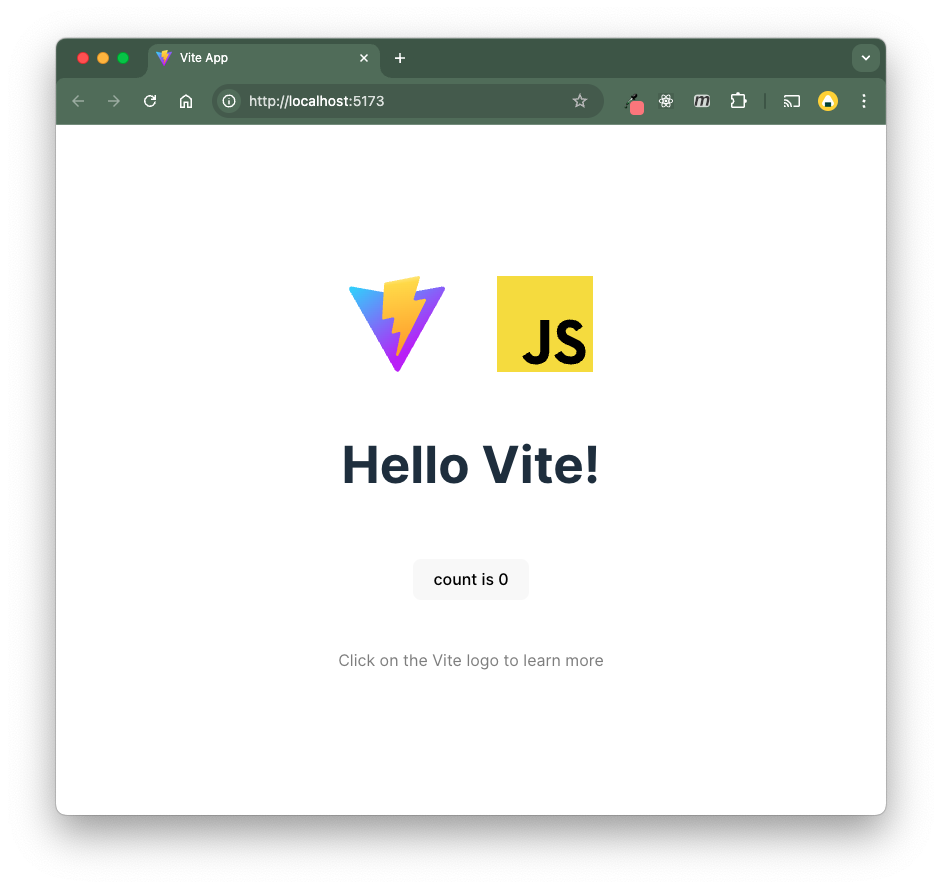 Vite App
http://localhost:5173
m
JS
Hello Vite!
count is 0
Click on the Vite logo to learn more